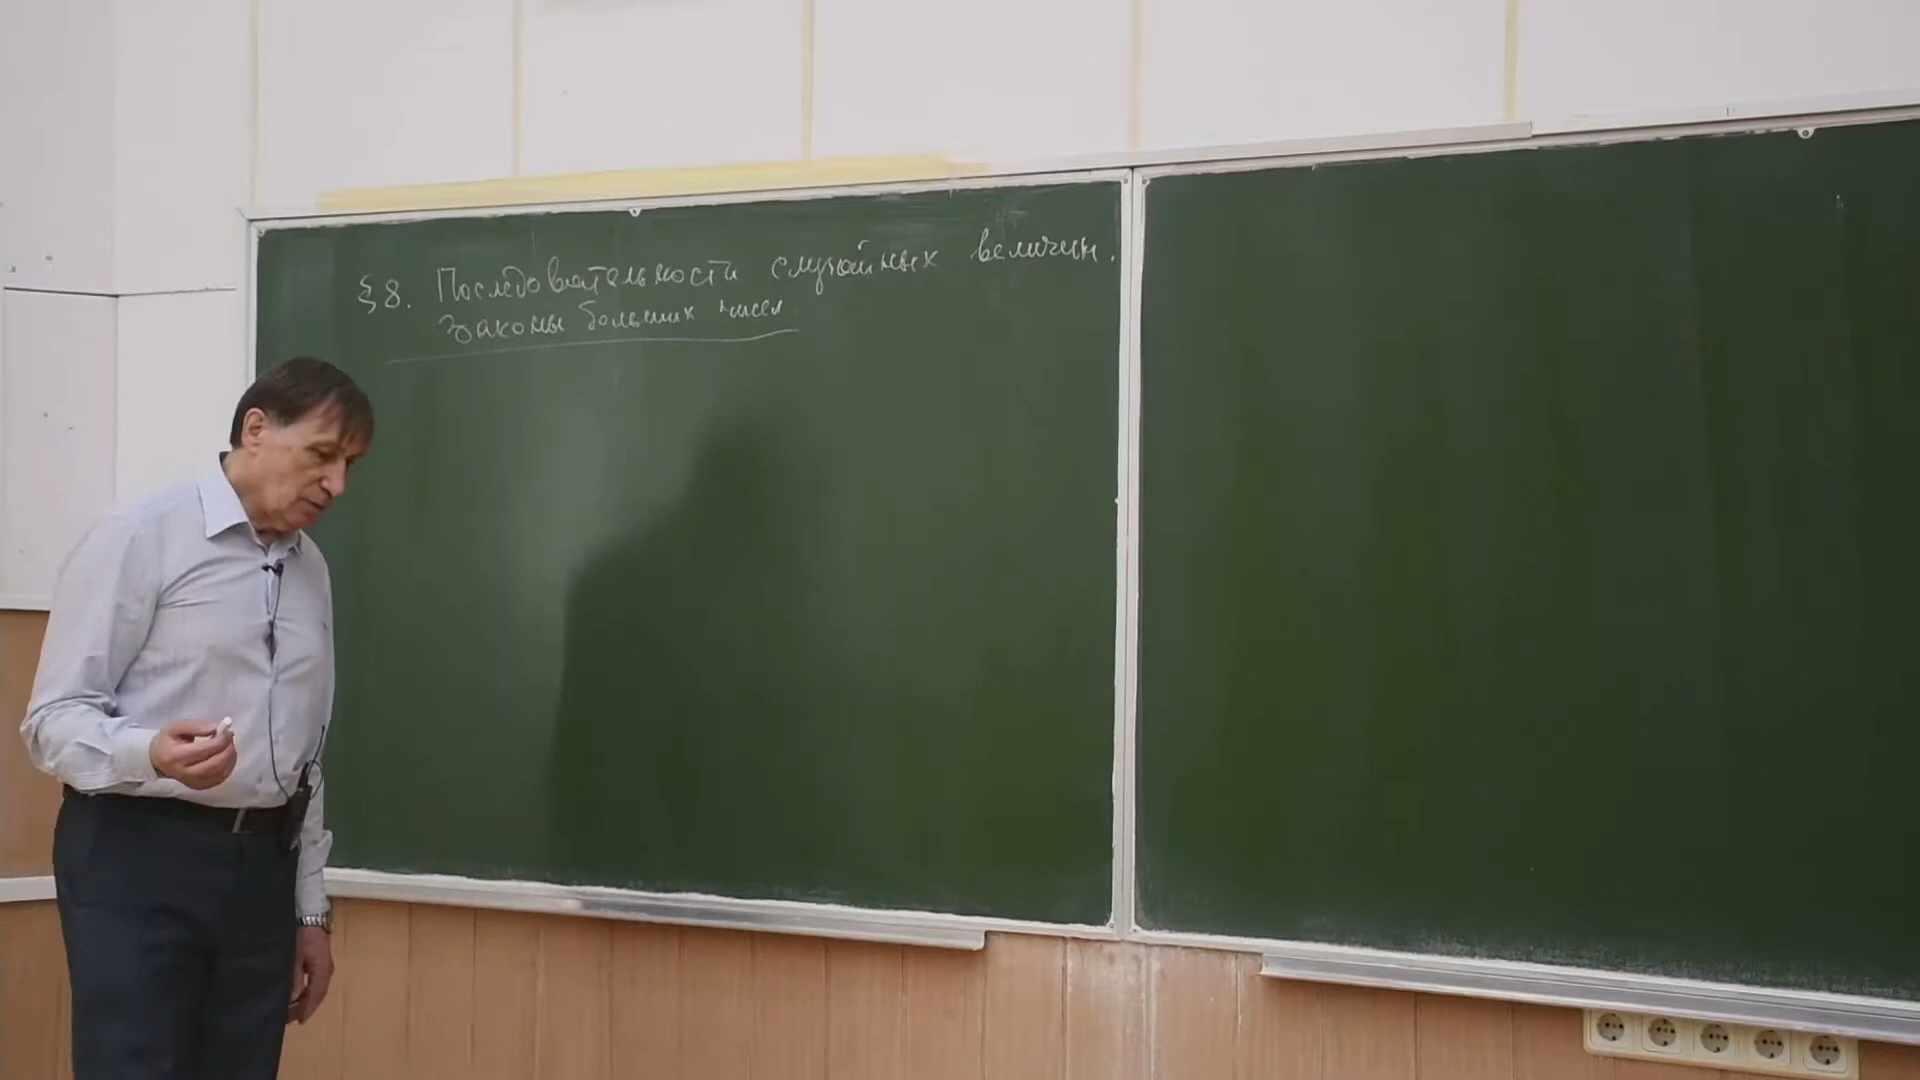 §8. Последовательности случайных величин.
Законы больших чисел